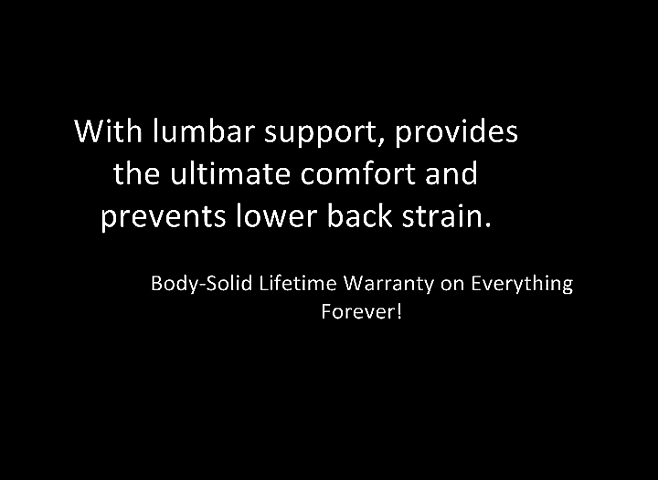 With lumbar support, provides
the ultimate comfort and
prevents lower back strain.
Body-Solid Lifetime Warranty on Everything
Forever!